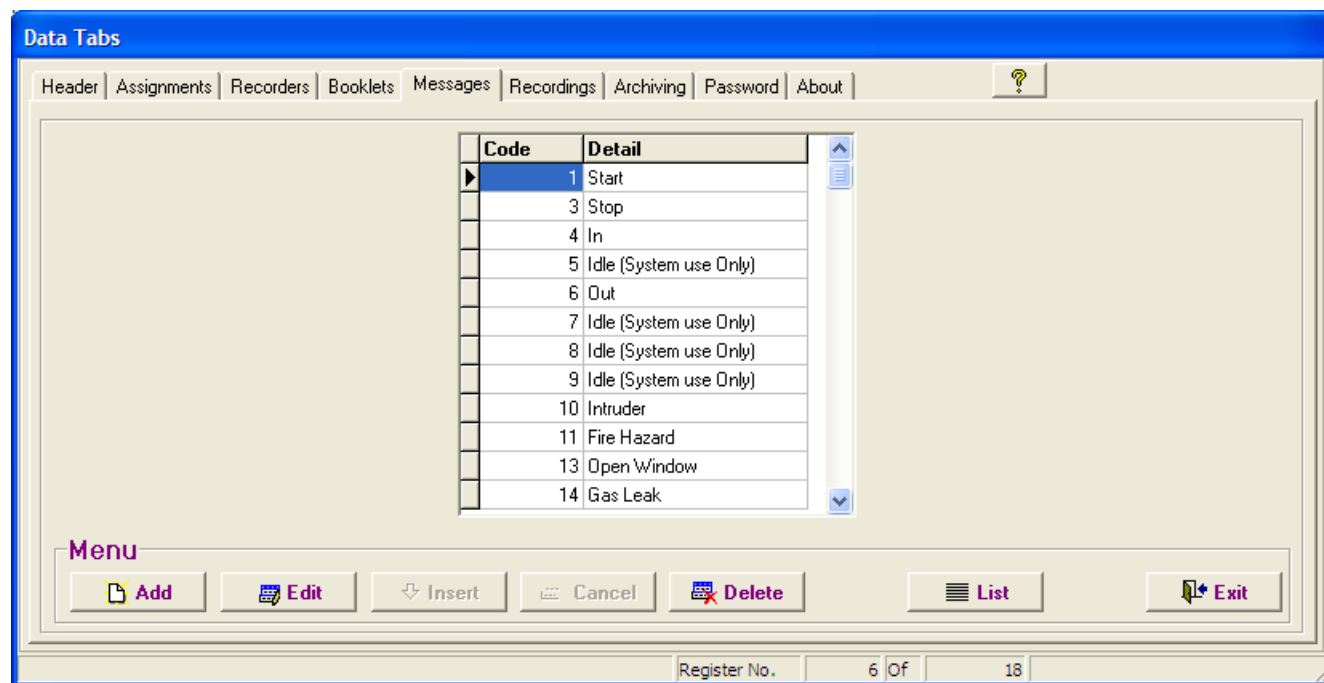 Data Tabs
Header Assignments Recorders Booklets Messages Recordings Archiving Password About ?
Code Detail
1 Start
3 Stop
4 In
5 Idle (System use Only)
6 Out
7 Idle (System use Only)
8 Idle (System use Only)
9 Idle (System use Only)
10 Intruder
11 Fire Hazard
13 Open Window
14 Gas Leak
Menu
Add Edit Insert Cancel Delete List Exit
Register No. 6 Of 18